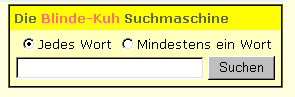 Die Blinde-Kuh Suchmaschine
Jedes Wort Mindestens ein Wort
Suchen